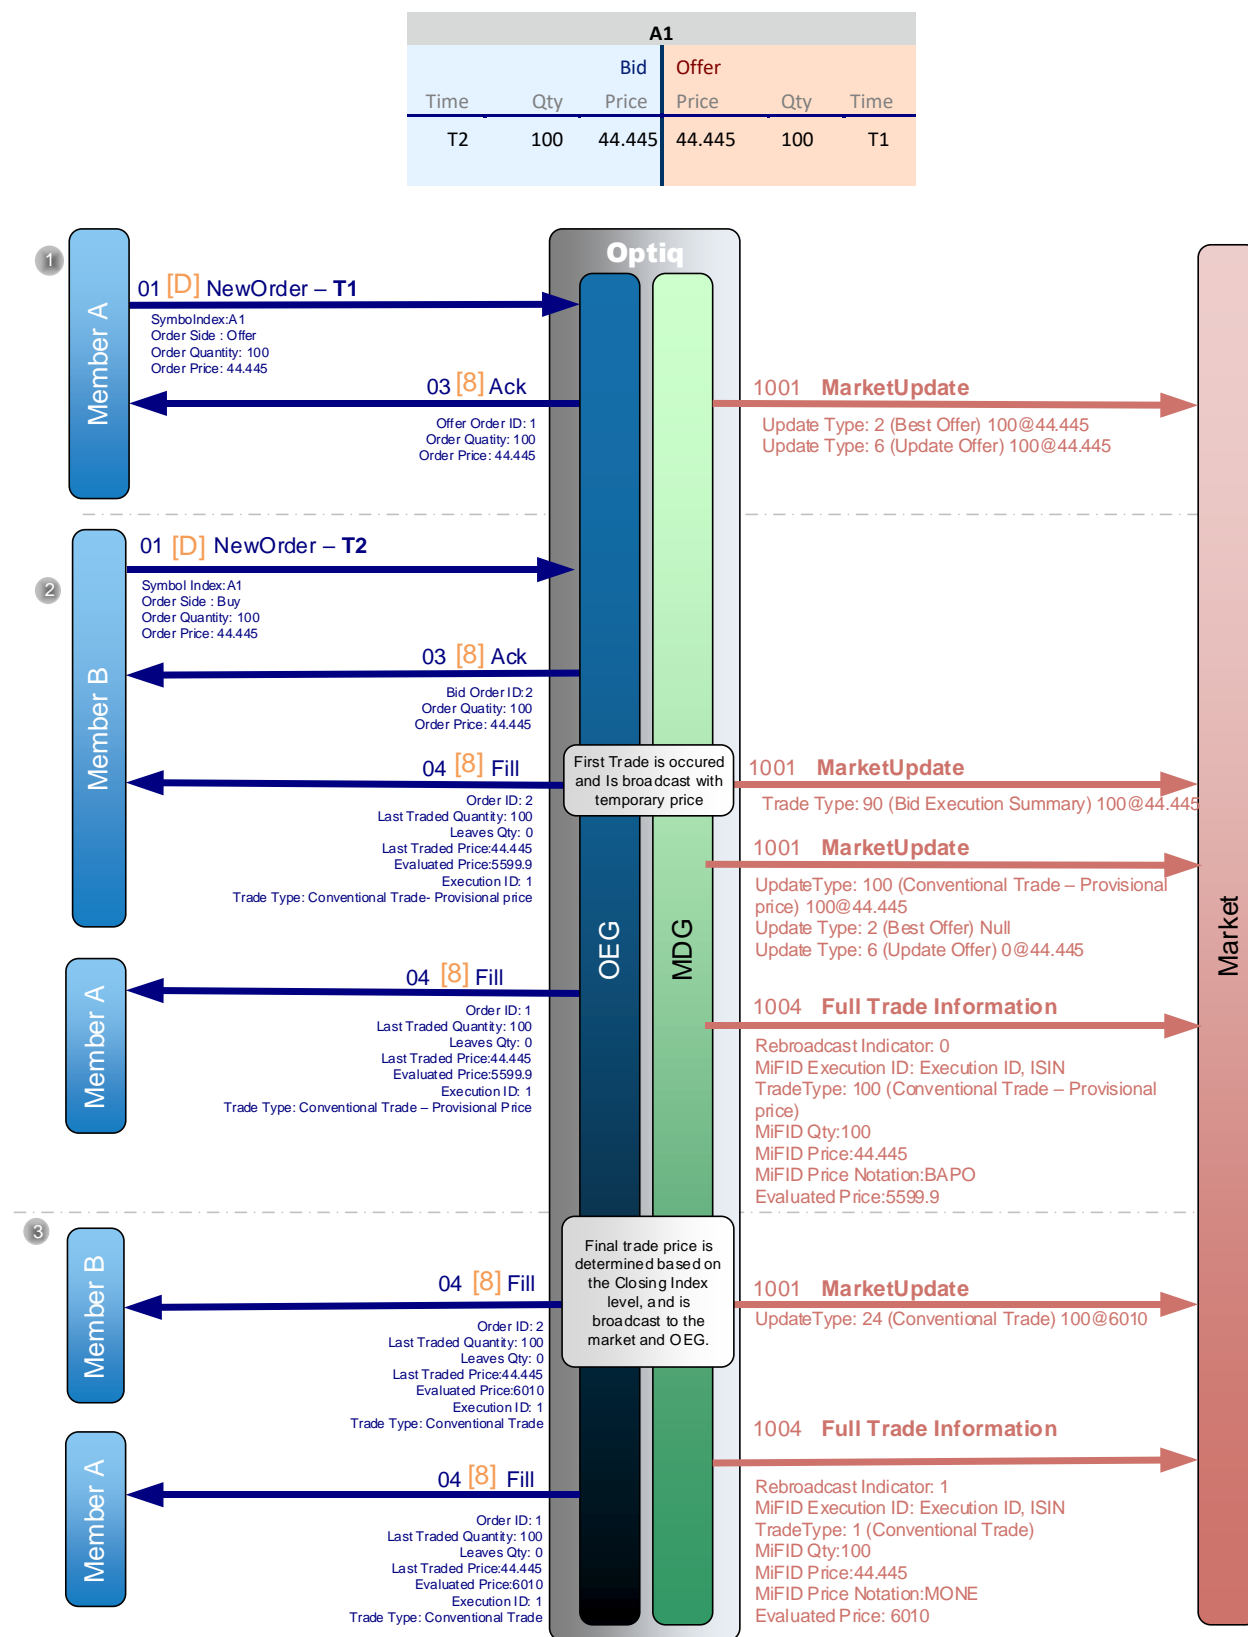 A1
Bid Offer
Time Qty Price Price Qty Time
T2 100 44.445 44.445 100 T1
Optiq
1
Member A
01 [D] NewOrder – T1
SymbolIndex:A1
Order Side : Offer
Order Quantity: 100
Order Price: 44.445
03 [8] Ack
Offer Order ID: 1
Order Quatity: 100
Order Price: 44.445
1001 MarketUpdate
Update Type: 2 (Best Offer) 100@44.445
Update Type: 6 (Update Offer) 100@44.445
2
Member B
01 [D] NewOrder – T2
Symbol Index:A1
Order Side : Buy
Order Quantity: 100
Order Price: 44.445
03 [8] Ack
Bid Order ID:2
Order Quatity: 100
Order Price: 44.445
04 [8] Fill
Order ID: 2
Last Traded Quantity: 100
Leaves Qty: 0
Last Traded Price:44.445
Evaluated Price:5599.9
Execution ID: 1
Trade Type: Conventional Trade- Provisional price
First Trade is occured
and Is broadcast with
temporary price
1001 MarketUpdate
Trade Type: 90 (Bid Execution Summary) 100@44.445
1001 MarketUpdate
UpdateType: 100 (Conventional Trade – Provisional
price) 100@44.445
Update Type: 2 (Best Offer) Null
Update Type: 6 (Update Offer) 0@44.445
OEG
MDG
Market
Member A
04 [8] Fill
Order ID: 1
Last Traded Quantity: 100
Leaves Qty: 0
Last Traded Price:44.445
Evaluated Price:5599.9
Execution ID: 1
Trade Type: Conventional Trade – Provisional Price
1004 Full Trade Information
Rebroadcast Indicator: 0
MiFID Execution ID: Execution ID, ISIN
TradeType: 100 (Conventional Trade – Provisional
price)
MiFID Qty:100
MiFID Price:44.445
MiFID Price Notation:BAPO
Evaluated Price:5599.9
3
Member B
04 [8] Fill
Order ID: 2
Last Traded Quantity: 100
Leaves Qty: 0
Last Traded Price:44.445
Evaluated Price:6010
Execution ID: 1
Trade Type: Conventional Trade
Final trade price is
determined based on
the Closing Index
level, and is
broadcast to the
market and OEG.
1001 MarketUpdate
UpdateType: 24 (Conventional Trade) 100@6010
Member A
04 [8] Fill
Order ID: 1
Last Traded Quantity: 100
Leaves Qty: 0
Last Traded Price:44.445
Evaluated Price:6010
Execution ID: 1
Trade Type: Conventional Trade
1004 Full Trade Information
Rebroadcast Indicator: 1
MiFID Execution ID: Execution ID, ISIN
TradeType: 1 (Conventional Trade)
MiFID Qty:100
MiFID Price:44.445
MiFID Price Notation:MONE
Evaluated Price: 6010